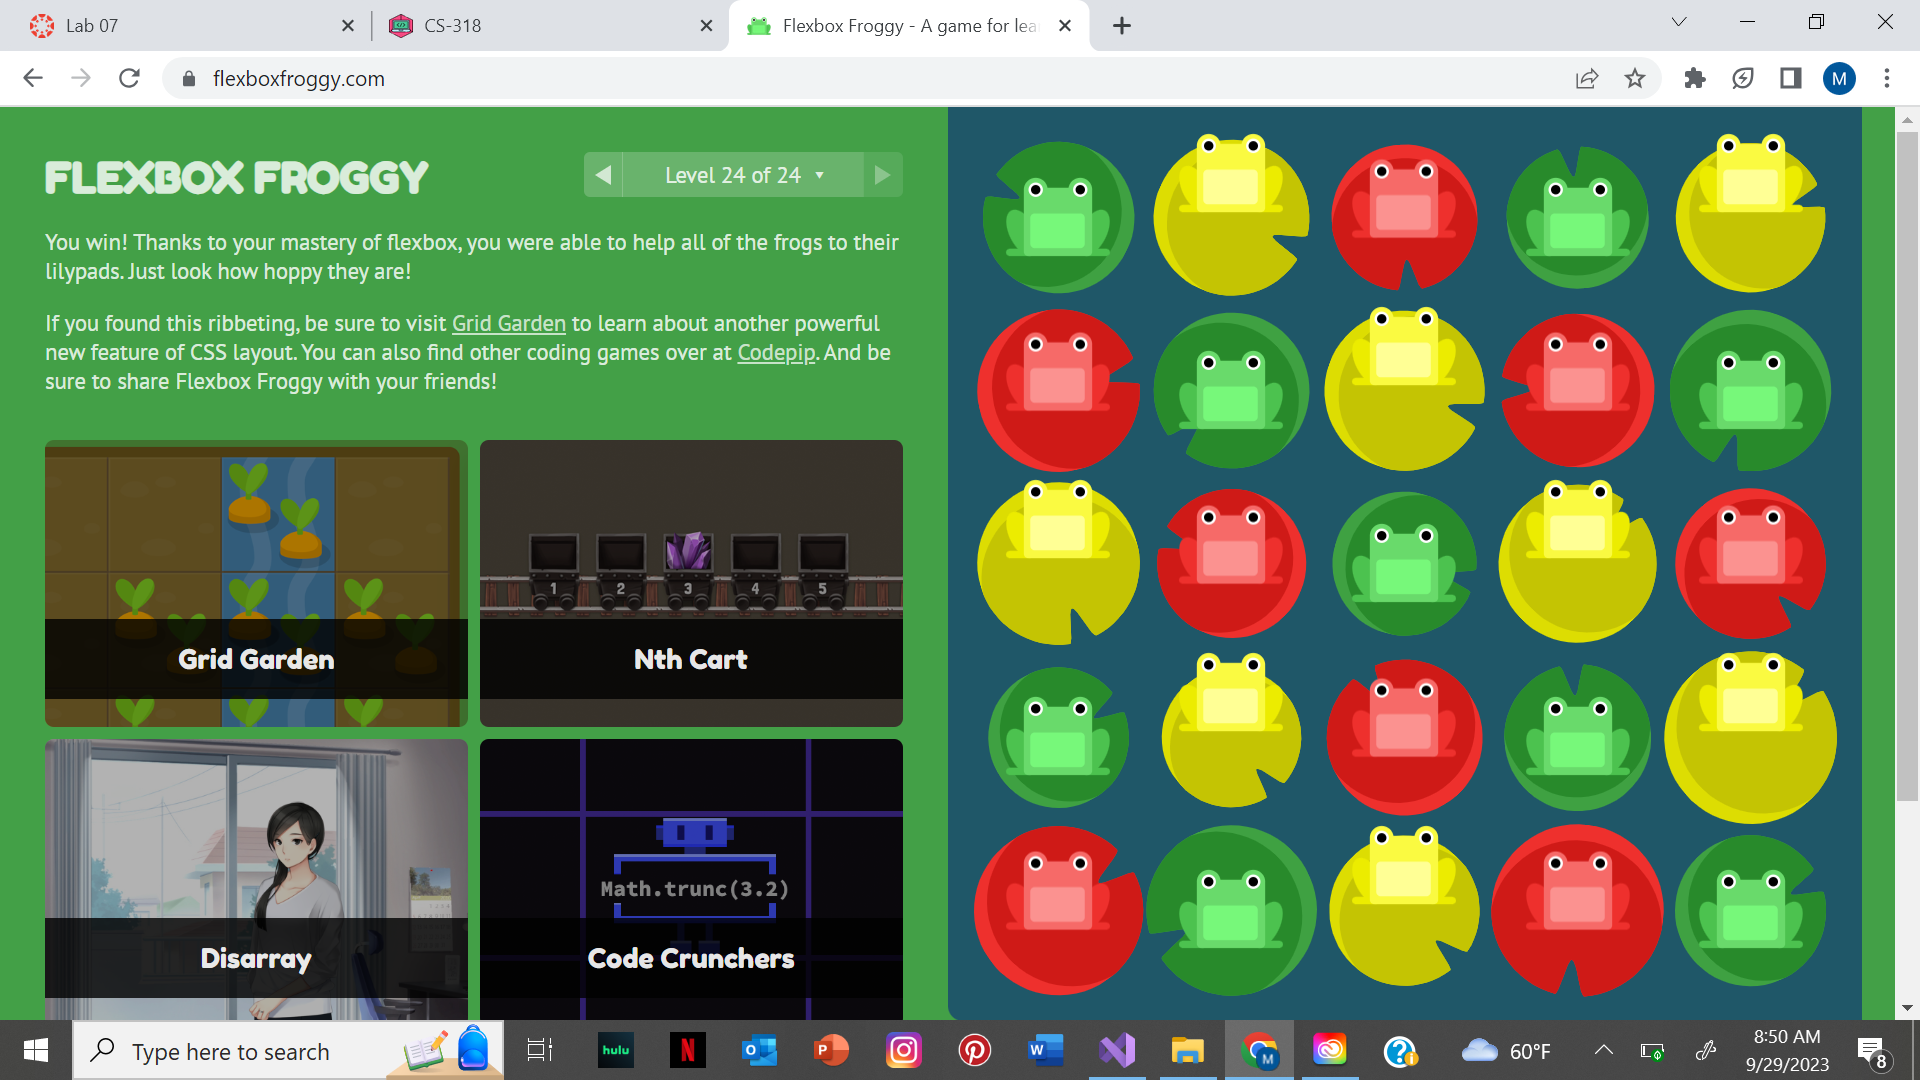 Lab 07
CS-318
Flexbox Froggy - A game for lea
flexboxfroggy.com
M
FLEXBOX FROGGY
Level 24 of 24
You win! Thanks to your mastery of flexbox, you were able to help all of the frogs to their
lilypads. Just look how hoppy they are!
If you found this ribbeting, be sure to visit Grid Garden to learn about another powerful
new feature of CSS layout. You can also find other coding games over at Codepip. And be
sure to share Flexbox Froggy with your friends!
1 2 3 4 5
Grid Garden
Nth Cart
Math.trunc(3.2)
Disarray
Code Crunchers
Type here to search
hulu
N
O
P
W
M
?
60°F
8:50 AM
9/29/2023
8